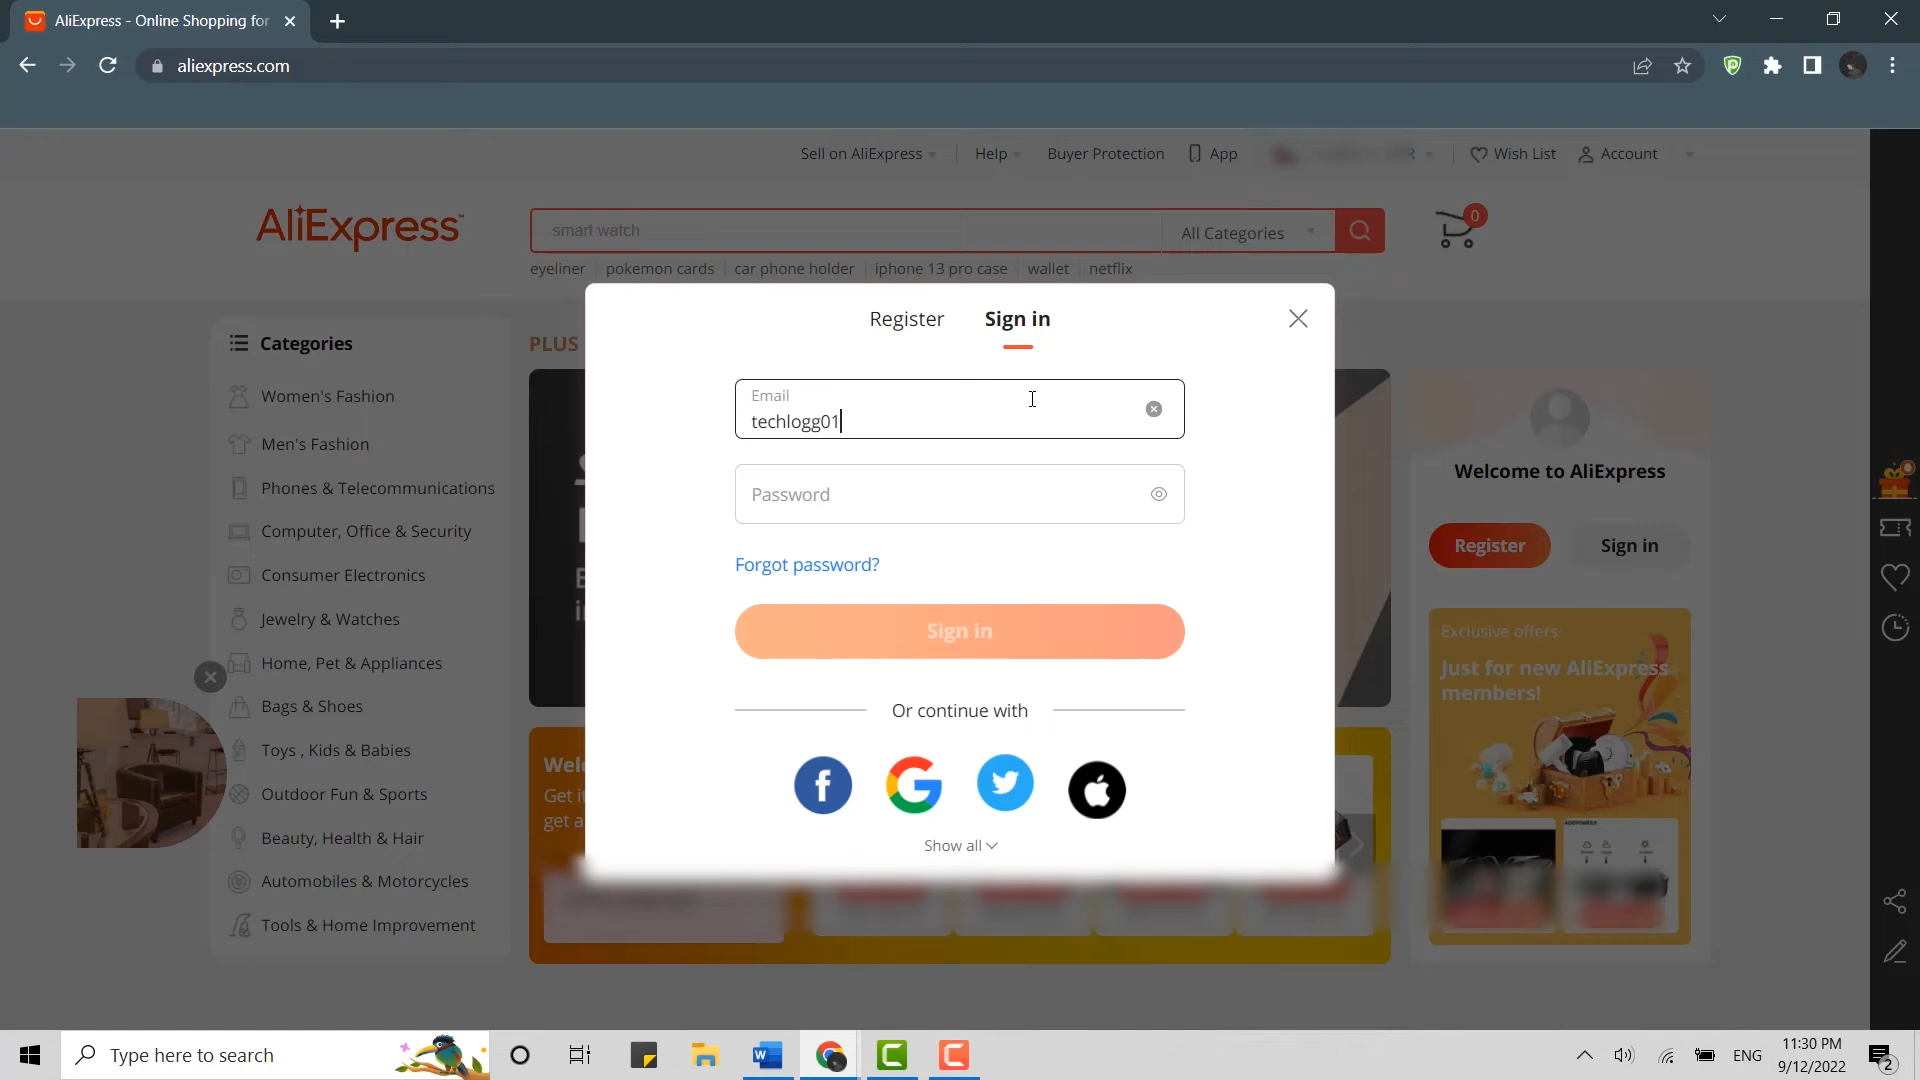 AliExpress - Online Shopping for
aliexpress.com
Sell on AliExpress
Help
Buyer Protection
App
Wish List
Account
AliExpress
smart watch
All Categories
0
eyeliner
pokemon cards
car phone holder
iphone 13 pro case
wallet
netflix
Register
Sign in
Categories
PLUS
Women's Fashion
Men's Fashion
Phones & Telecommunications
Computer, Office & Security
Consumer Electronics
Jewelry & Watches
Home, Pet & Appliances
Bags & Shoes
Toys , Kids & Babies
Outdoor Fun & Sports
Beauty, Health & Hair
Automobiles & Motorcycles
Tools & Home Improvement
Email
techlogg01
Password
Forgot password?
Sign in
Or continue with
Show all
Welcome to AliExpress
Register
Sign in
Exclusive offers
Just for new AliExpress
members!
Get it
get a
Type here to search
ENG
11:30 PM
9/12/2022
2